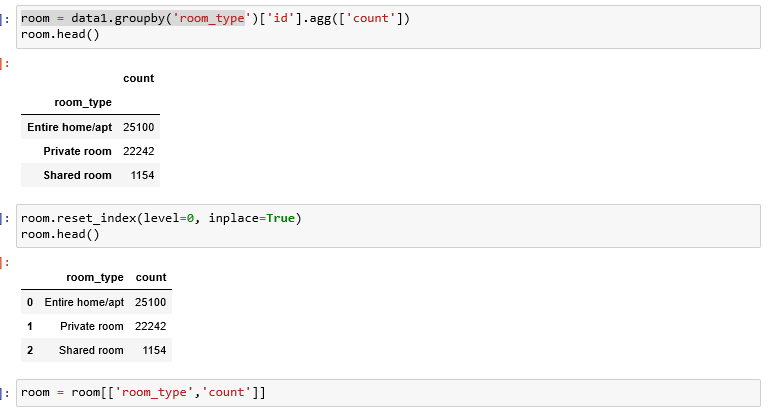 ]: room = data1.groupby('room_type')['id'].agg(['count'])
room.head()
]:
count
room_type
Entire home/apt 25100
Private room 22242
Shared room 1154
]: room.reset_index(level=0, inplace=True)
room.head()
]:
room_type count
0 Entire home/apt 25100
1 Private room 22242
2 Shared room 1154
]: room = room[['room_type','count']]